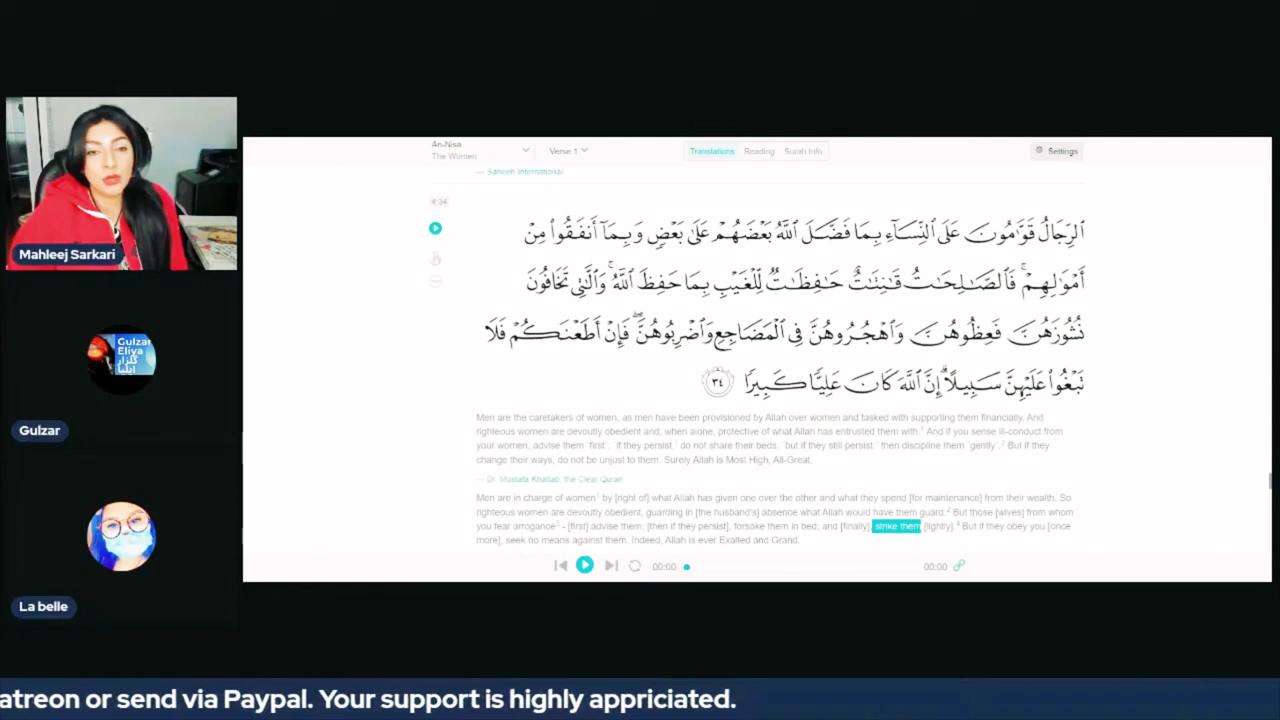 Mahleej Sarkari
Gulzar
Eliya
گلزار
ایلیا
Gulzar
La belle
An-Nisa
The Women
Verse 1
Translations Reading Surah Info
Settings
— Saheeh International
4:34
ٱلرِّجَالُ قَوَّٰمُونَ عَلَى ٱلنِّسَآءِ بِمَا فَضَّلَ ٱللَّهُ بَعْضَهُمْ عَلَىٰ بَعْضٍ وَبِمَآ أَنفَقُوا۟ مِنْ
أَمْوَٰلِهِمْ ۚ فَٱلصَّـٰلِحَـٰتُ قَـٰنِتَـٰتٌ حَـٰفِظَـٰتٌ لِّلْغَيْبِ بِمَا حَفِظَ ٱللَّهُ ۚ وَٱلَّـٰتِى تَخَافُونَ
نُشُوزَهُنَّ فَعِظُوهُنَّ وَٱهْجُرُوهُنَّ فِى ٱلْمَضَاجِعِ وَٱضْرِبُوهُنَّ ۖ فَإِنْ أَطَعْنَكُمْ فَلَا
تَبْغُوا۟ عَلَيْهِنَّ سَبِيلًا ۗ إِنَّ ٱللَّهَ كَانَ عَلِيًّا كَبِيرًا ٣٤
Men are the caretakers of women, as men have been provisioned by Allah over women and tasked with supporting them financially. And
righteous women are devoutly obedient and, when alone, protective of what Allah has entrusted them with.1 And if you sense ill-conduct from
your women, advise them ˹first˺, ˹if they persist,˺ do not share their beds, ˹but if they still persist,˺ then discipline them ˹gently˺.2 But if they
change their ways, do not be unjust to them. Surely Allah is Most High, All-Great.
— Dr. Mustafa Khattab, the Clear Quran
Men are in charge of women1 by [right of] what Allah has given one over the other and what they spend [for maintenance] from their wealth. So
righteous women are devoutly obedient, guarding in [the husband's] absence what Allah would have them guard.2 But those [wives] from whom
you fear arrogance3 - [first] advise them; [then if they persist], forsake them in bed; and [finally], strike them [lightly].4 But if they obey you [once
more], seek no means against them. Indeed, Allah is ever Exalted and Grand.
00:00 00:00
atreon or send via Paypal. Your support is highly appriciated.